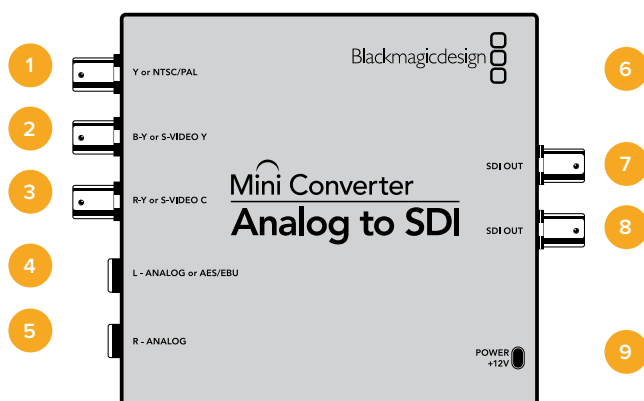 1
Y or NTSC/PAL
2
B-Y or S-VIDEO Y
3
R-Y or S-VIDEO C
4
L - ANALOG or AES/EBU
5
R - ANALOG
Blackmagicdesign
Mini Converter
Analog to SDI
6
SDI OUT
7
SDI OUT
8
POWER
+12V
9